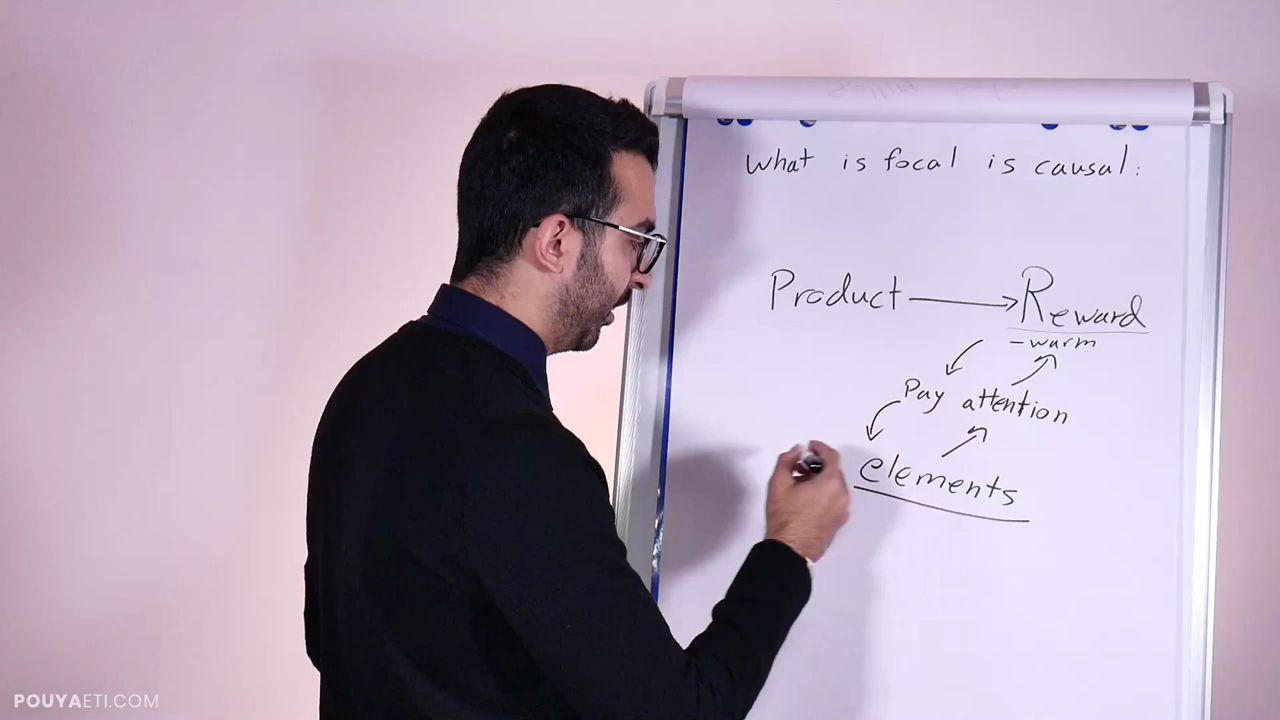 What is focal is causal:
Product → Reward
- warm
Pay attention
elements
POUYAETI.COM